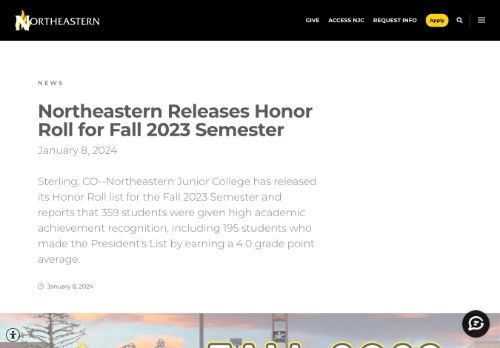 NORTHEASTERN
GIVE ACCESS NJC REQUEST INFO Apply
NEWS
Northeastern Releases Honor
Roll for Fall 2023 Semester
January 8, 2024
Sterling, CO--Northeastern Junior College has released
its Honor Roll list for the Fall 2023 Semester and
reports that 359 students were given high academic
achievement recognition, including 195 students who
made the President's List by earning a 4.0 grade point
average.
January 8, 2024
FALL 2023